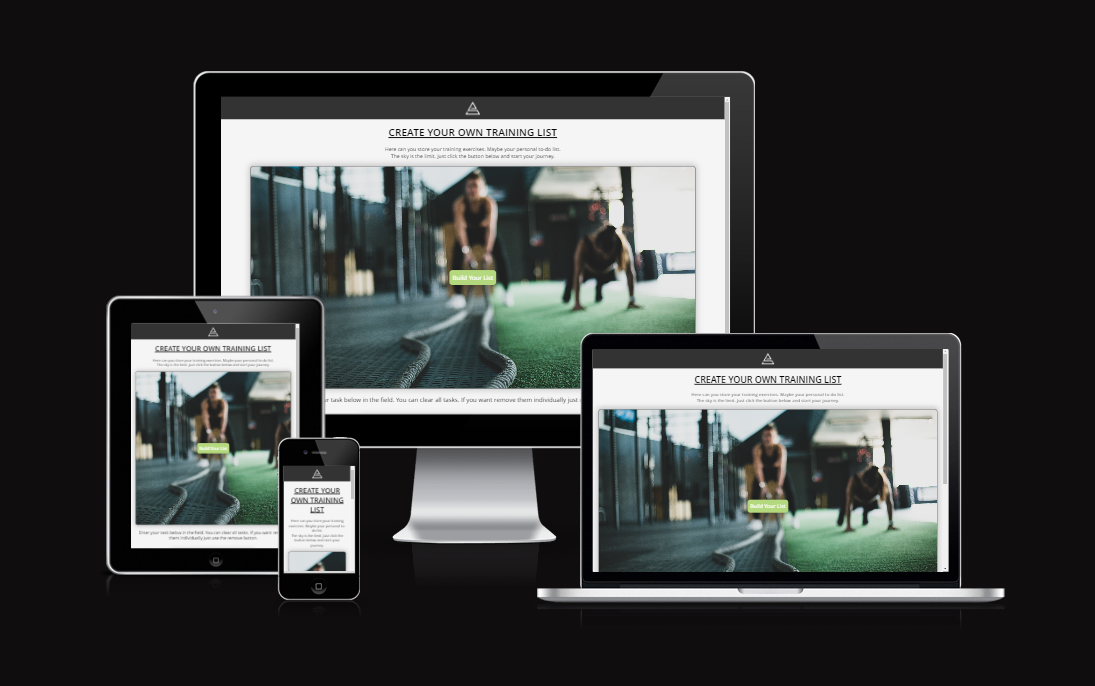 CREATE YOUR OWN TRAINING LIST
Here can you store your training exercises. Maybe your personal to-do list.
The sky is the limit. Just click the button below and start your journey.
Build Your List
task below in the field. You can clear all tasks. If you want remove them individually just
CREATE YOUR OWN TRAINING LIST
Here can you store your training exercises. Maybe your personal to-do list.
The sky is the limit. Just click the button below and start your journey.
Build Your List
Enter your task below in the field. You can clear all tasks. If you want
them individually just use the remove button.
CREATE YOUR
OWN TRAINING
LIST
Here can you store your training
exercises. Maybe your personal to-
do list.
The sky is the limit. Just click the
button below and start your
journey.
CREATE YOUR OWN TRAINING LIST
Here can you store your training exercises. Maybe your personal to-do list.
The sky is the limit. Just click the button below and start your journey.
Build Your List